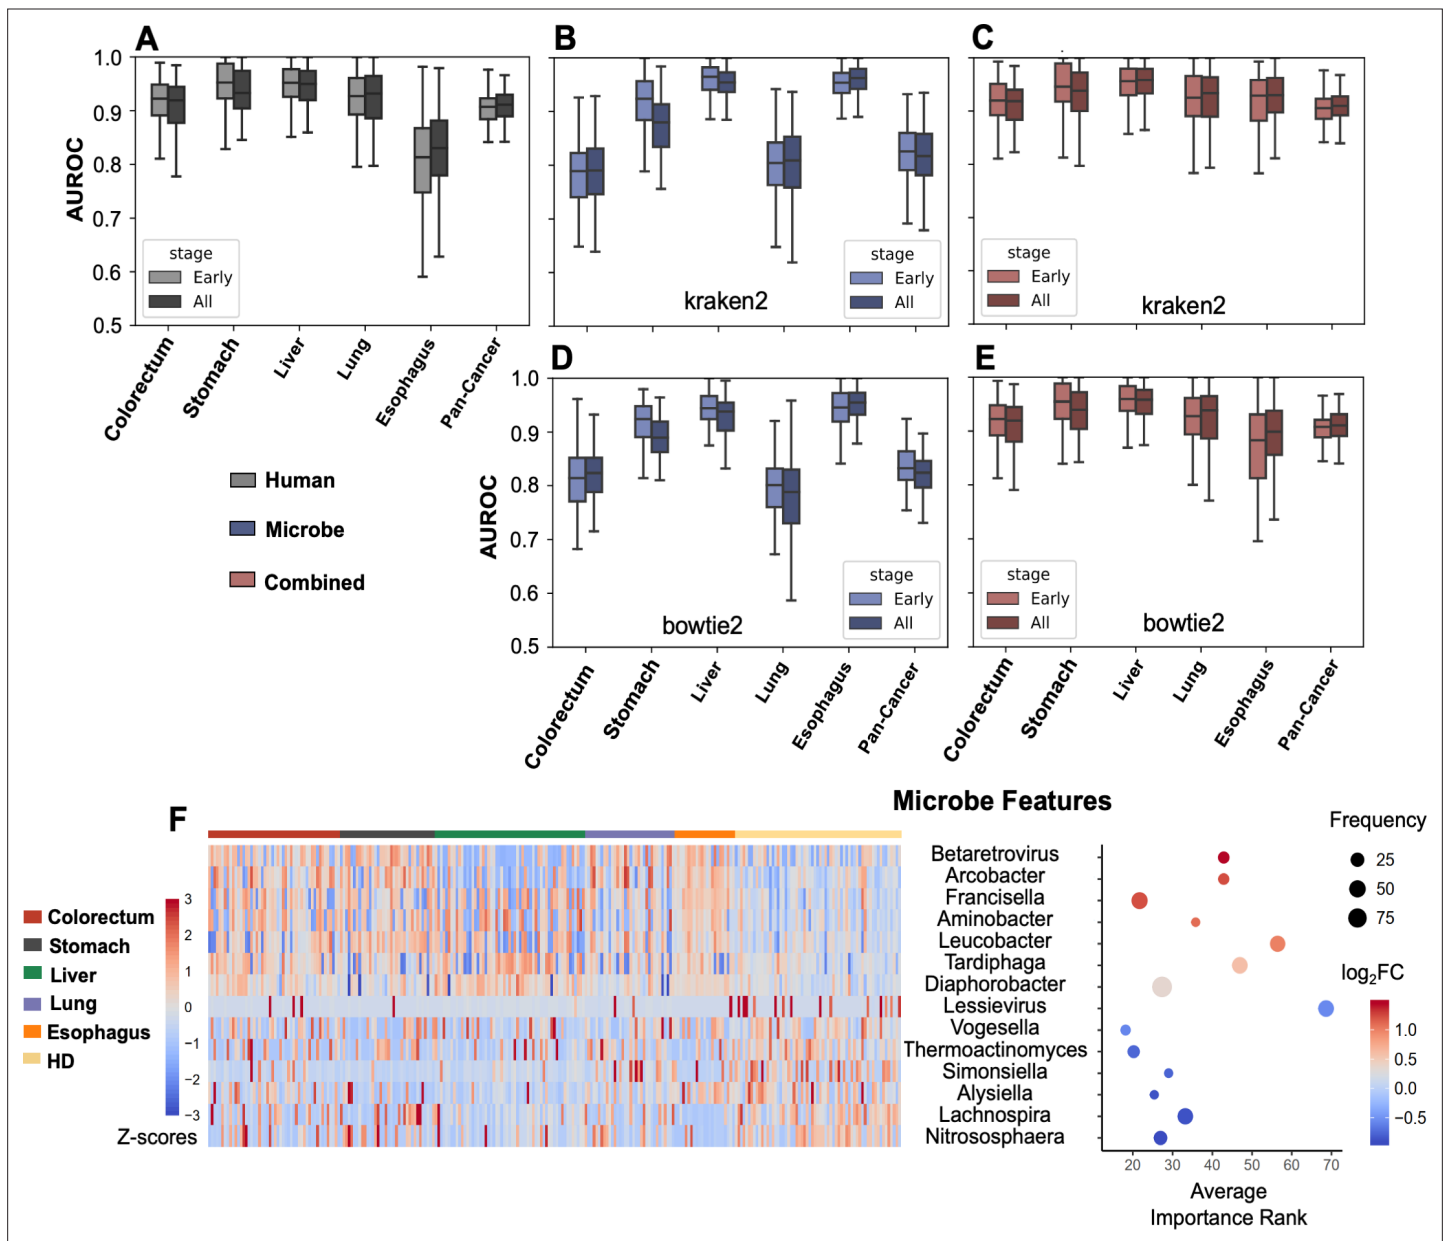 A
B
C
1.0
0.9
0.8
0.7
0.6
0.5
AUROC
stage
Early
All
stage
Early
All
kraken2
stage
Early
All
kraken2
Colorectum
Stomach
Liver
Lung
Esophagus
Pan-Cancer
Human
Microbe
Combined
D
E
1.0
0.9
0.8
0.7
0.6
0.5
AUROC
stage
Early
All
bowtie2
stage
Early
All
bowtie2
Colorectum
Stomach
Liver
Lung
Esophagus
Pan-Cancer
Colorectum
Stomach
Liver
Lung
Esophagus
Pan-Cancer
F
Colorectum
Stomach
Liver
Lung
Esophagus
HD
3
2
1
0
−1
−2
−3
Z-scores
Microbe Features
Betaretrovirus
Arcobacter
Francisella
Aminobacter
Leucobacter
Tardiphaga
Diaphorobacter
Lessievirus
Vogesella
Thermoactinomyces
Simonsiella
Alysiella
Lachnospira
Nitrososphaera
20 30 40 50 60 70
Average
Importance Rank
Frequency
25
50
75
log2FC
1.0
0.5
0.0
−0.5